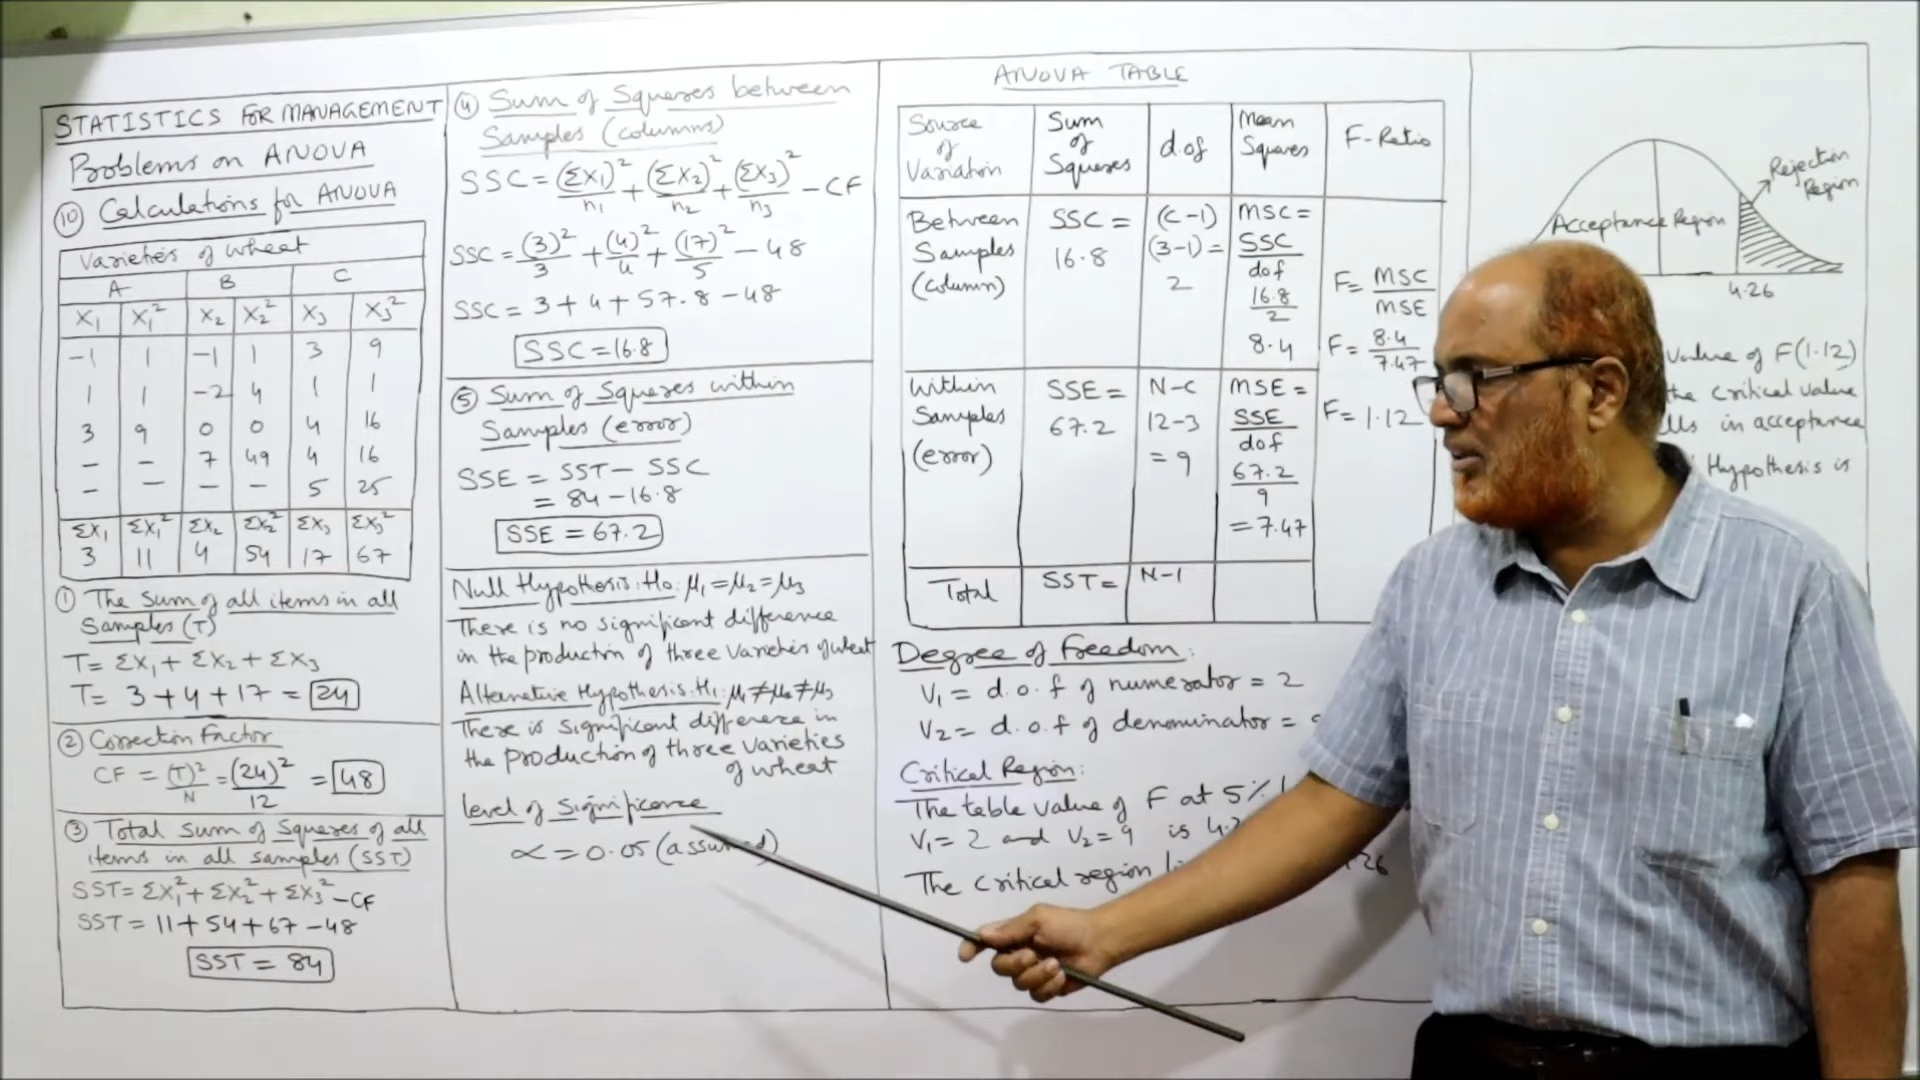 STATISTICS FOR MANAGEMENT
Problems on ANOVA
⑩ Calculations for ANOVA
Varieties of wheat
A B C
X₁ X₁² X₂ X₂² X₃ X₃²
-1 1 -1 1 3 9
1 1 -2 4 1 1
3 9 0 0 4 16
- - 7 49 4 16
- - - - 5 25
ΣX₁ ΣX₁² ΣX₂ ΣX₂² ΣX₃ ΣX₃²
3 11 4 54 17 67
① The Sum of all items in all
Samples (T)
T = ΣX₁ + ΣX₂ + ΣX₃
T = 3 + 4 + 17 = 24
② Correction Factor
CF = (T)²/N = (24)²/12 = 48
③ Total Sum of Squares of all
items in all samples (SST)
SST = ΣX₁² + ΣX₂² + ΣX₃² - CF
SST = 11 + 54 + 67 - 48
SST = 84
④ Sum of Squares between
Samples (columns)
SSC = (ΣX₁)²/n₁ + (ΣX₂)²/n₂ + (ΣX₃)²/n₃ - CF
SSC = (3)²/3 + (4)²/4 + (17)²/5 - 48
SSC = 3 + 4 + 57.8 - 48
SSC = 16.8
⑤ Sum of Squares within
Samples (error)
SSE = SST - SSC
= 84 - 16.8
SSE = 67.2
Null Hypothesis: H₀: μ₁ = μ₂ = μ₃
There is no significant difference
in the production of three varieties of wheat
Alternative Hypothesis: H₁: μ₁ ≠ μ₂ ≠ μ₃
There is significant difference in
the production of three varieties
of wheat
level of Significance
α = 0.05 (assumed)
ANOVA TABLE
Source
of
Variation
Sum
of
Squares
d.of
Mean
Squares
F-Ratio
Between
Samples
(column)
SSC =
16.8
(C-1)
(3-1) =
2
MSC =
SSC
dof
16.8
2
8.4
F = MSC/MSE
F = 8.4/7.47
F = 1.12
Within
Samples
(error)
SSE =
67.2
N-C
12-3
= 9
MSE =
SSE
dof
67.2
9
= 7.47
Total
SST =
N-1
Degree of Freedom:
V₁ = d.o.f of numerator = 2
V₂ = d.o.f of denominator =
Critical Region:
The table value of F at 5%
V₁ = 2 and V₂ = 9 is
The critical region
Acceptance Region
Rejection
Region
4.26
value of F(1.12)
the critical value
in acceptance
Hypothesis is